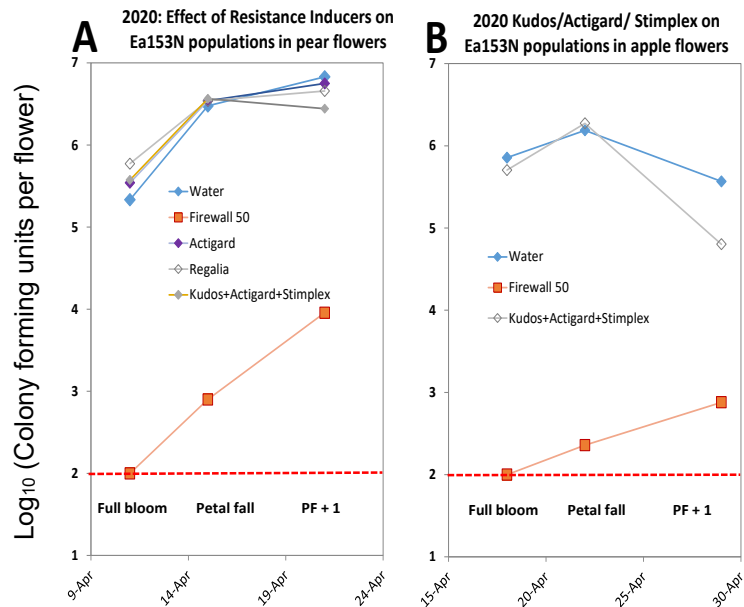 A
2020: Effect of Resistance Inducers on
Ea153N populations in pear flowers
Log₁₀ (Colony forming units per flower)
7
6
5
4
3
2
1
Water
Firewall 50
Actigard
Regalia
Kudos+Actigard+Stimplex
Full bloom Petal fall PF + 1
9-Apr 14-Apr 19-Apr 24-Apr
B
2020 Kudos/Actigard/ Stimplex on
Ea153N populations in apple flowers
7
6
5
4
3
2
1
Water
Firewall 50
Kudos+Actigard+Stimplex
Full bloom Petal fall PF + 1
15-Apr 20-Apr 25-Apr 30-Apr